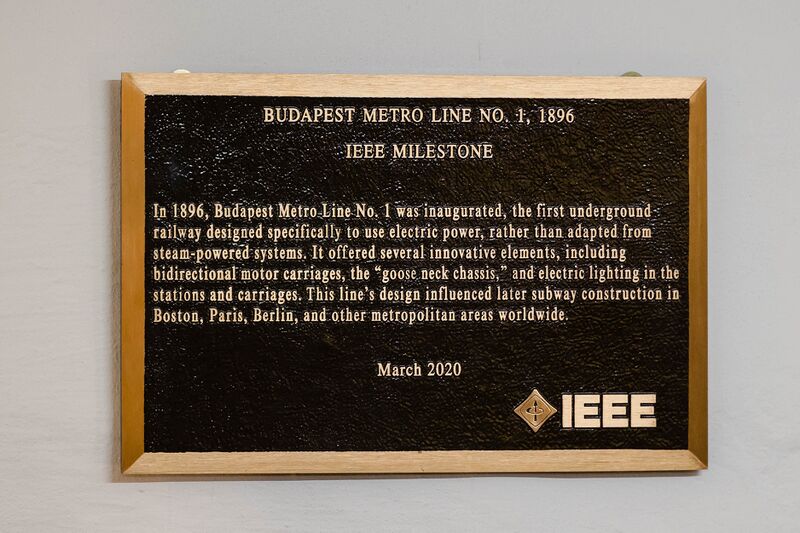 BUDAPEST METRO LINE NO. 1, 1896
IEEE MILESTONE
In 1896, Budapest Metro Line No. 1 was inaugurated, the first underground
railway designed specifically to use electric power, rather than adapted from
steam-powered systems. It offered several innovative elements, including
bidirectional motor carriages, the “goose neck chassis,” and electric lighting in the
stations and carriages. This line’s design influenced later subway construction in
Boston, Paris, Berlin, and other metropolitan areas worldwide.
March 2020
IEEE